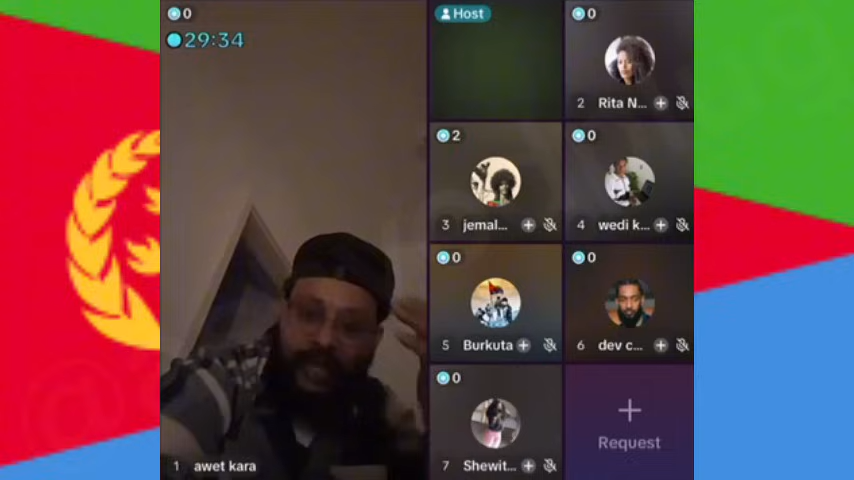 0
29:34
1 awet kara
Host
0
2 Rita N...
2
3 jemal...
0
4 wedi k...
0
5 Burkuta
0
6 dev c...
0
7 Shewit...
Request